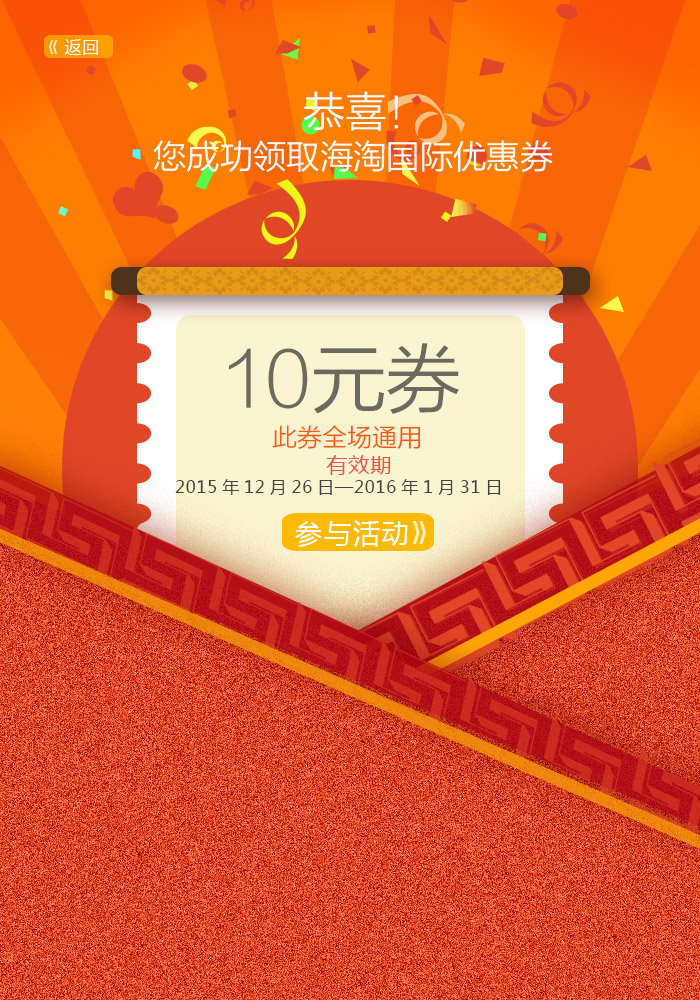 ⟪ 返回
恭喜!
您成功领取海淘国际优惠券
10元券
此券全场通用
有效期
2015 年 12 月 26 日—2016 年 1 月 31 日
参与活动⟫